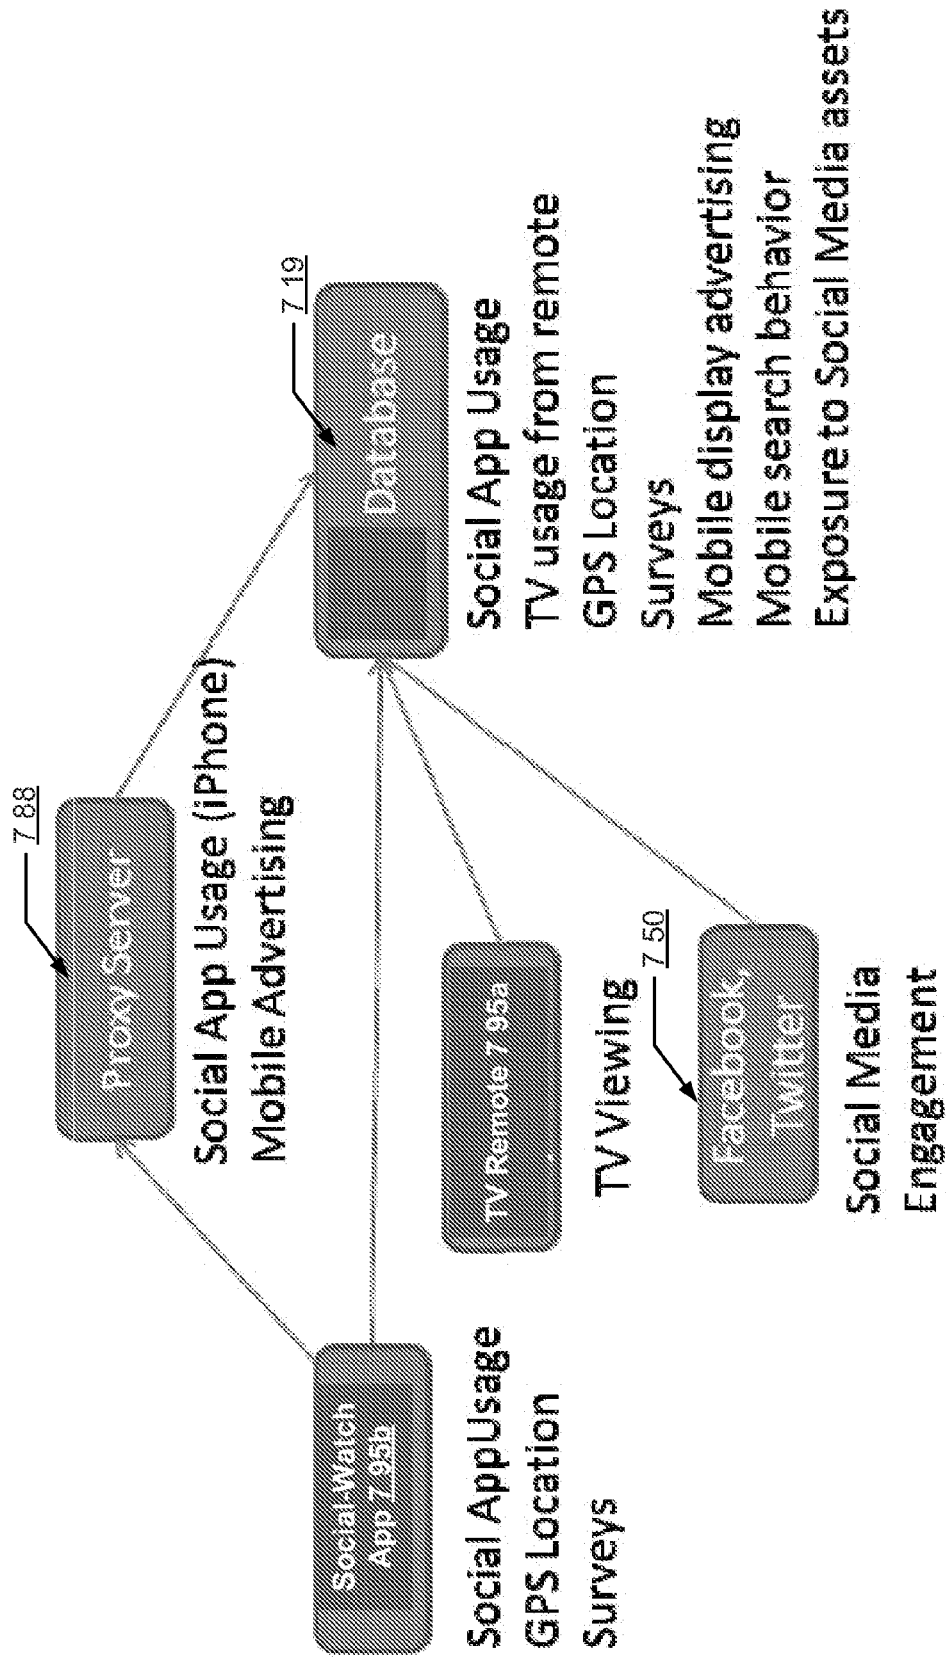 Social-Watch
App 7 95b
Social AppUsage
GPS Location
Surveys
7 88
Proxy Server
Social App Usage (iPhone)
Mobile Advertising
TV Remote 7 95a
TV Viewing
7 50
Facebook,
Twitter
Social Media
Engagement
7 19
Database
Social App Usage
TV usage from remote
GPS Location
Surveys
Mobile display advertising
Mobile search behavior
Exposure to Social Media assets